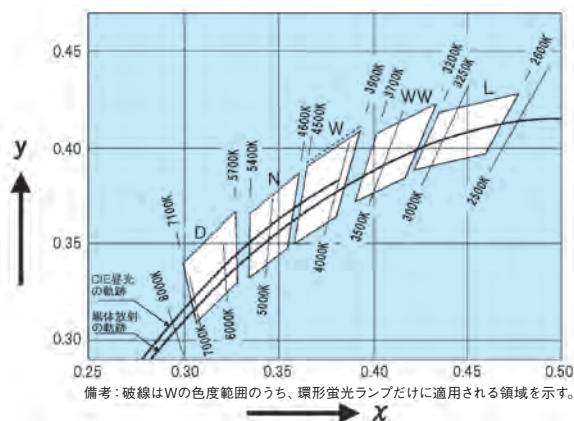 0.45
0.40
0.35
0.30
y
0.25
0.30
0.35
0.40
0.45
0.50
x
7100K
D
5700K
5400K
N
4600K
4500K
W
3900K
3700K
WW
3200K
3250K
L
2600K
8000K
7000K
6000K
5000K
4000K
3500K
3000K
2500K
CIE昼光
の軌跡
黒体放射
の軌跡
備考:破線はWの色度範囲のうち、環形蛍光ランプだけに適用される領域を示す。